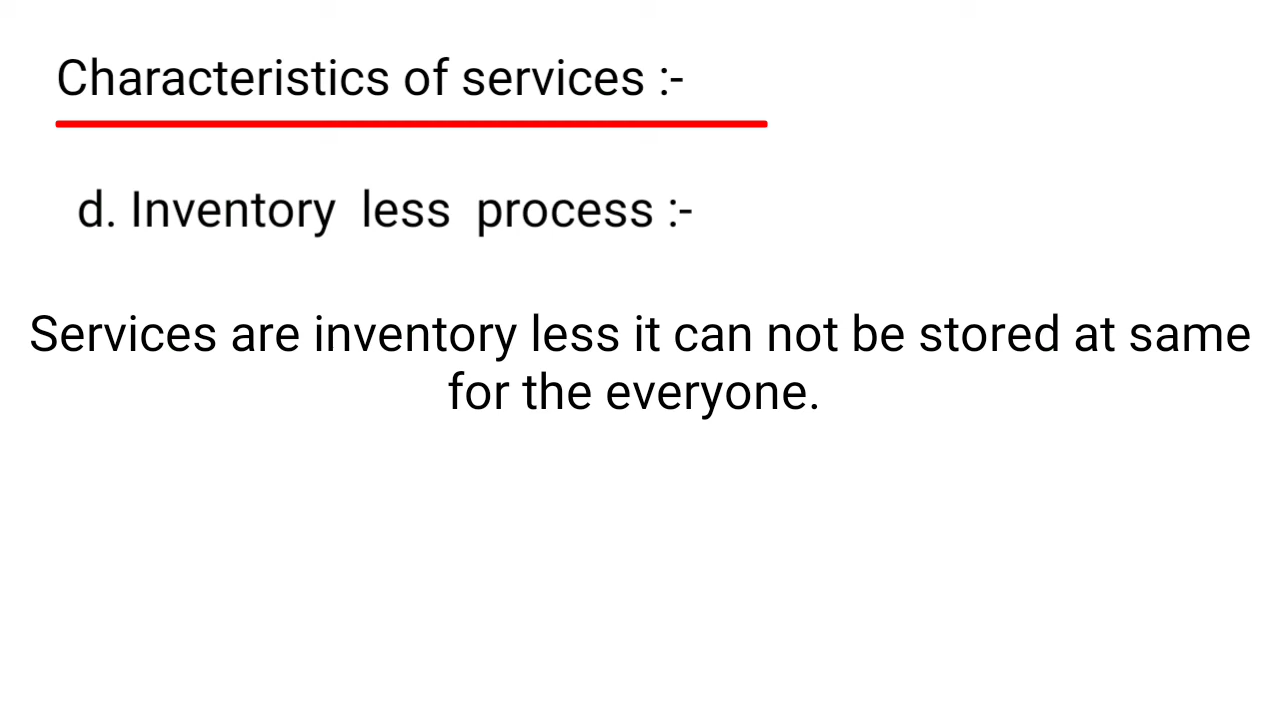 Characteristics of services :-
d. Inventory less process :-
Services are inventory less it can not be stored at same
for the everyone.